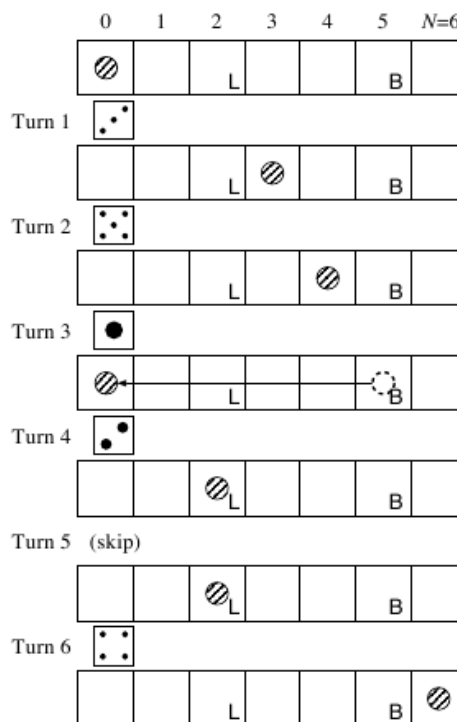 0 1 2 3 4 5 N=6
L B
Turn 1
L B
Turn 2
L B
Turn 3
L B
Turn 4
L B
Turn 5 (skip)
L B
Turn 6
L B